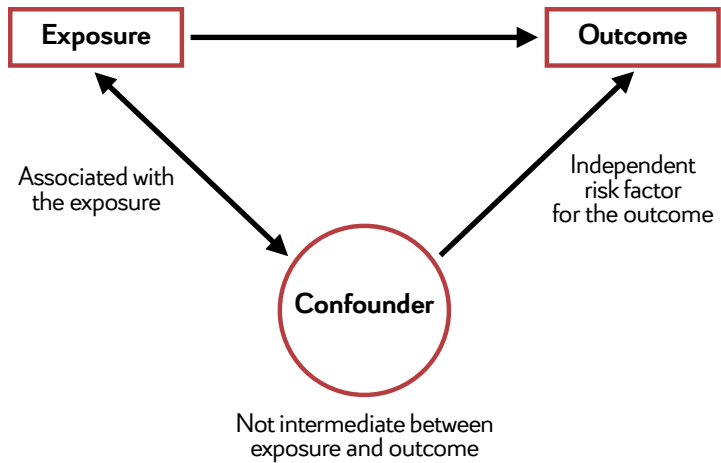 Exposure
Outcome
Associated with
the exposure
Independent
risk factor
for the outcome
Confounder
Not intermediate between
exposure and outcome